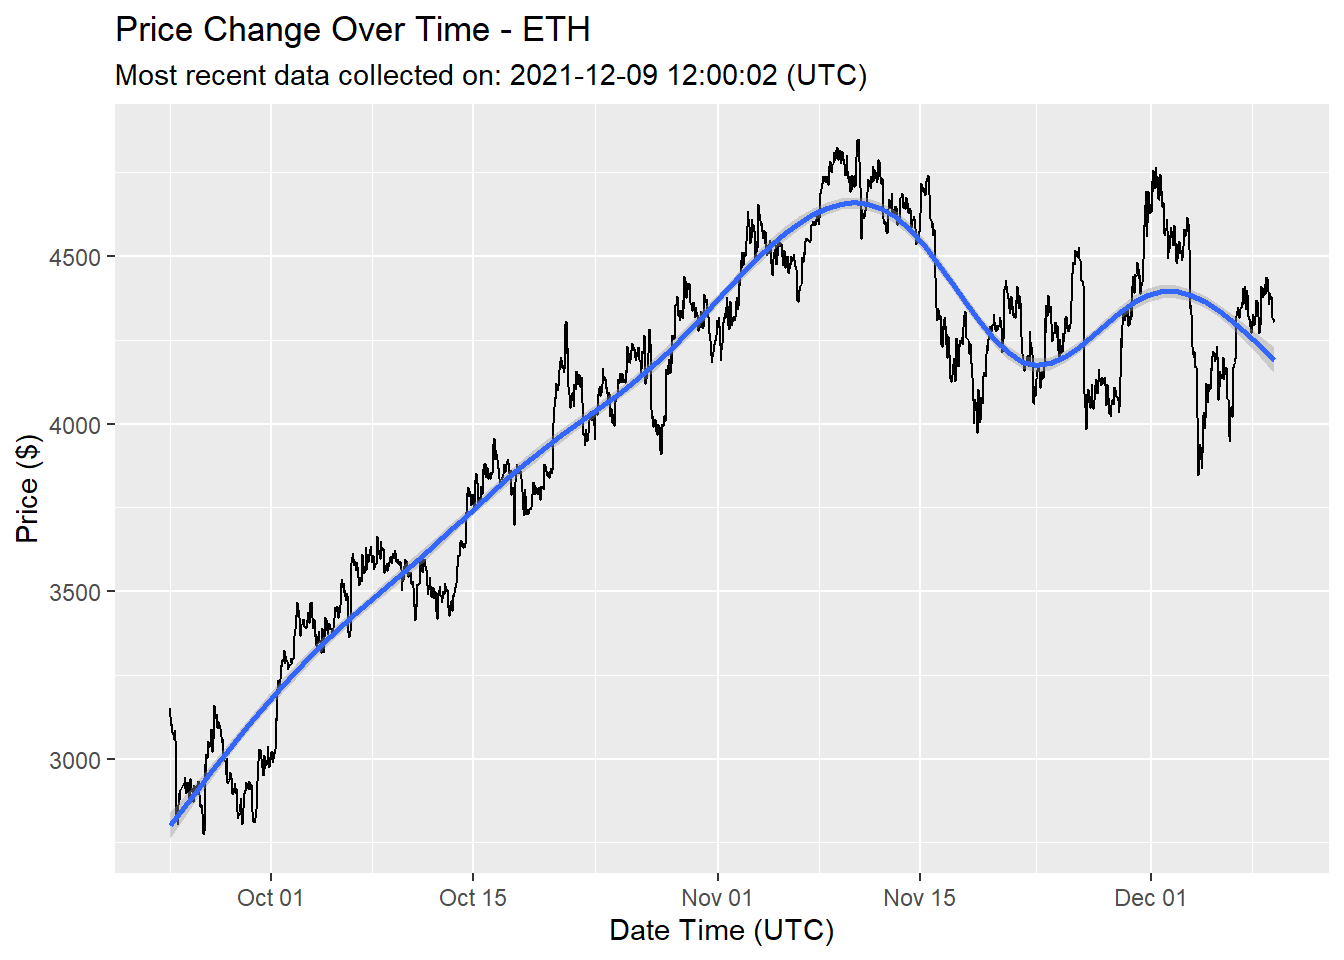 Price Change Over Time - ETH
Most recent data collected on: 2021-12-09 12:00:02 (UTC)
Price ($)
4500
4000
3500
3000
Oct 01
Oct 15
Nov 01
Nov 15
Dec 01
Date Time (UTC)